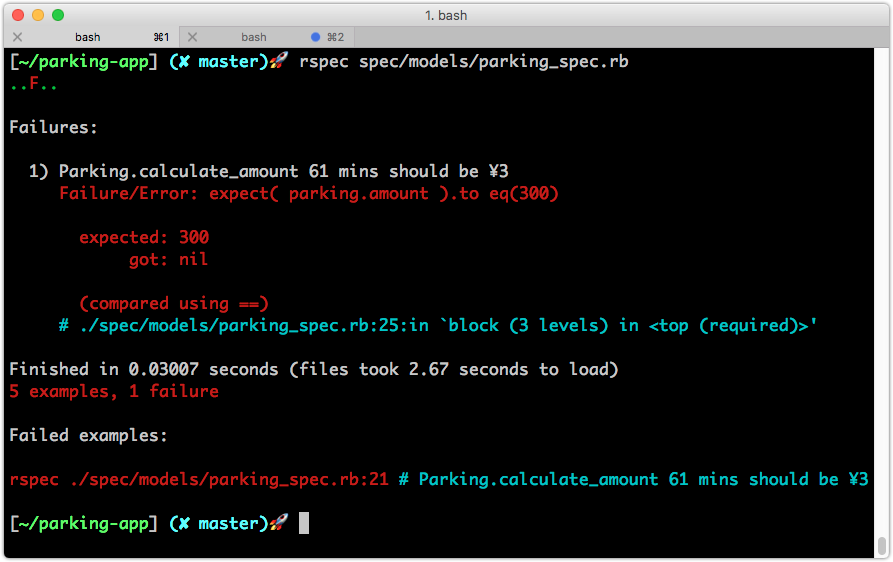 1. bash
bash ⌘1
bash ⌘2
[~/parking-app] (✘ master)🚀 rspec spec/models/parking_spec.rb
..F..
Failures:
1) Parking.calculate_amount 61 mins should be ¥3
Failure/Error: expect( parking.amount ).to eq(300)
expected: 300
got: nil
(compared using ==)
# ./spec/models/parking_spec.rb:25:in `block (3 levels) in <top (required)>'
Finished in 0.03007 seconds (files took 2.67 seconds to load)
5 examples, 1 failure
Failed examples:
rspec ./spec/models/parking_spec.rb:21 # Parking.calculate_amount 61 mins should be ¥3
[~/parking-app] (✘ master)🚀